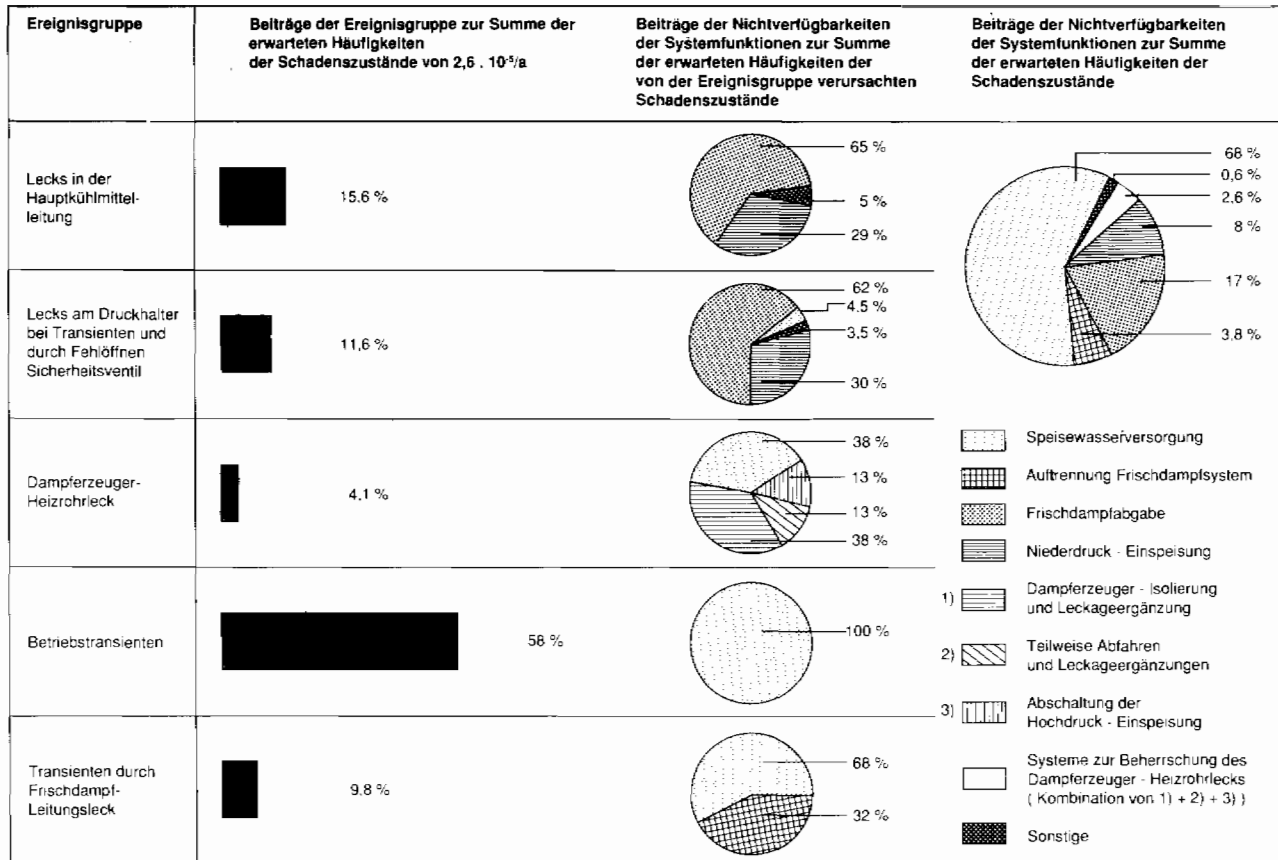 Ereignisgruppe
Beiträge der Ereignisgruppe zur Summe der
erwarteten Häufigkeiten
der Schadenszustände von 2,6 . 10⁻⁵/a
Beiträge der Nichtverfügbarkeiten
der Systemfunktionen zur Summe
der erwarteten Häufigkeiten der
von der Ereignisgruppe verursachten
Schadenszustände
Beiträge der Nichtverfügbarkeiten
der Systemfunktionen zur Summe
der erwarteten Häufigkeiten der
Schadenszustände
Lecks in der
Hauptkühlmittel-
leitung
15.6 %
65 %
5 %
29 %
68 %
0,6 %
2.6 %
8 %
17 %
3,8 %
Lecks am Druckhalter
bei Transienten und
durch Fehlöffnen
Sicherheitsventil
11,6 %
62 %
4.5 %
3,5 %
30 %
Dampferzeuger-
Heizrohrleck
4,1 %
38 %
13 %
13 %
38 %
Betriebstransienten
58 %
100 %
Transienten durch
Frischdampf-
Leitungsleck
9.8 %
68 %
32 %
Speisewasserversorgung
Auftrennung Frischdampfsystem
Frischdampfabgabe
Niederdruck - Einspeisung
1) Dampferzeuger - Isolierung
und Leckageergänzung
2) Teilweise Abfahren
und Leckageergänzungen
3) Abschaltung der
Hochdruck - Einspeisung
Systeme zur Beherrschung des
Dampferzeuger - Heizrohrlecks
( Kombination von 1) + 2) + 3) )
Sonstige